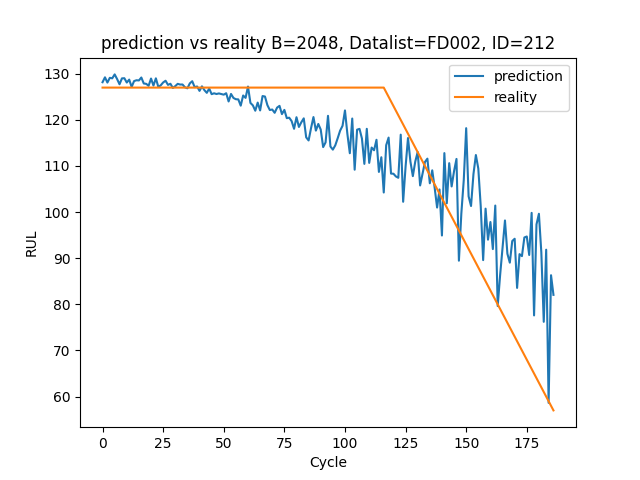 prediction vs reality B=2048, Datalist=FD002, ID=212
prediction
reality
RUL
130
120
110
100
90
80
70
60
0 25 50 75 100 125 150 175
Cycle